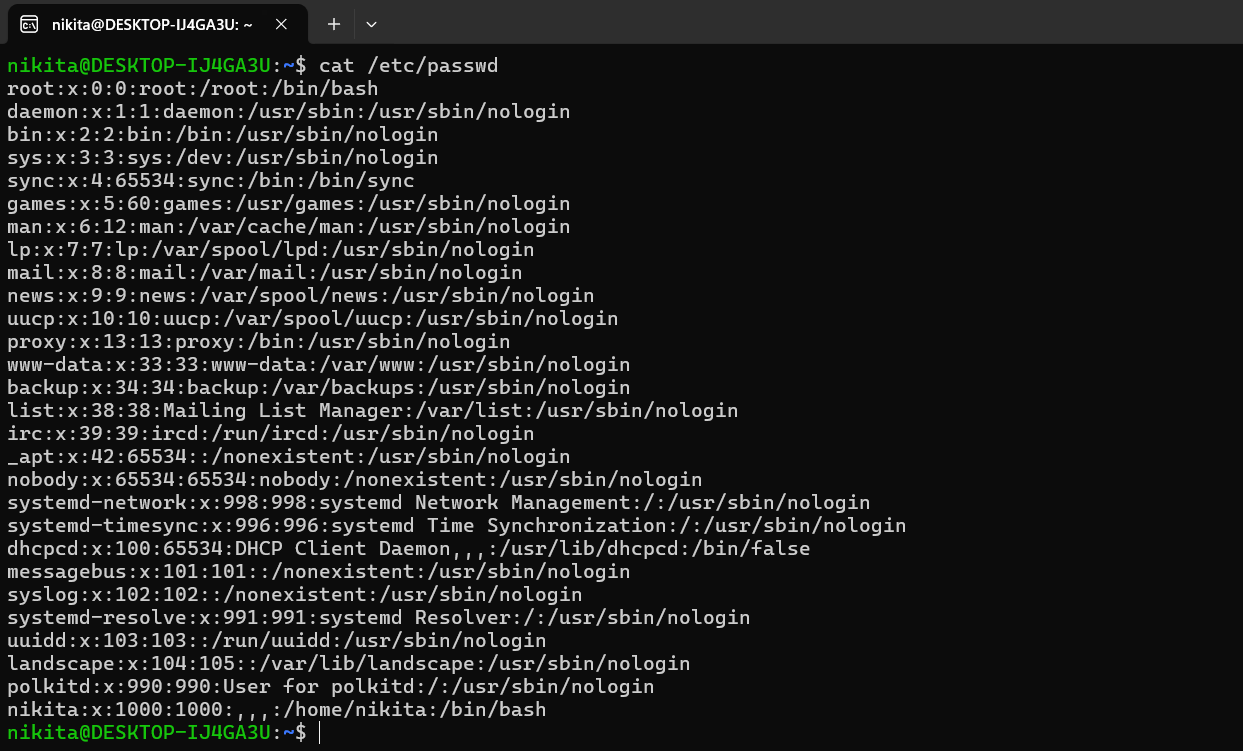 nikita@DESKTOP-IJ4GA3U: ~
nikita@DESKTOP-IJ4GA3U:~$ cat /etc/passwd
root:x:0:0:root:/root:/bin/bash
daemon:x:1:1:daemon:/usr/sbin:/usr/sbin/nologin
bin:x:2:2:bin:/bin:/usr/sbin/nologin
sys:x:3:3:sys:/dev:/usr/sbin/nologin
sync:x:4:65534:sync:/bin:/bin/sync
games:x:5:60:games:/usr/games:/usr/sbin/nologin
man:x:6:12:man:/var/cache/man:/usr/sbin/nologin
lp:x:7:7:lp:/var/spool/lpd:/usr/sbin/nologin
mail:x:8:8:mail:/var/mail:/usr/sbin/nologin
news:x:9:9:news:/var/spool/news:/usr/sbin/nologin
uucp:x:10:10:uucp:/var/spool/uucp:/usr/sbin/nologin
proxy:x:13:13:proxy:/bin:/usr/sbin/nologin
www-data:x:33:33:www-data:/var/www:/usr/sbin/nologin
backup:x:34:34:backup:/var/backups:/usr/sbin/nologin
list:x:38:38:Mailing List Manager:/var/list:/usr/sbin/nologin
irc:x:39:39:ircd:/run/ircd:/usr/sbin/nologin
_apt:x:42:65534::/nonexistent:/usr/sbin/nologin
nobody:x:65534:65534:nobody:/nonexistent:/usr/sbin/nologin
systemd-network:x:998:998:systemd Network Management:/:/usr/sbin/nologin
systemd-timesync:x:996:996:systemd Time Synchronization:/:/usr/sbin/nologin
dhcpcd:x:100:65534:DHCP Client Daemon,,,:/usr/lib/dhcpcd:/bin/false
messagebus:x:101:101::/nonexistent:/usr/sbin/nologin
syslog:x:102:102::/nonexistent:/usr/sbin/nologin
systemd-resolve:x:991:991:systemd Resolver:/:/usr/sbin/nologin
uuidd:x:103:103::/run/uuidd:/usr/sbin/nologin
landscape:x:104:105::/var/lib/landscape:/usr/sbin/nologin
polkitd:x:990:990:User for polkitd:/:/usr/sbin/nologin
nikita:x:1000:1000:,,,:/home/nikita:/bin/bash
nikita@DESKTOP-IJ4GA3U:~$